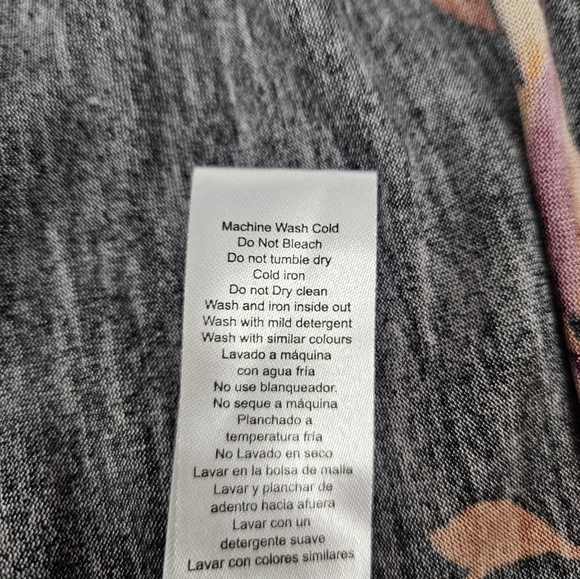 Machine Wash Cold
Do Not Bleach
Do not tumble dry
Cold iron
Do not Dry clean
Wash and iron inside out
Wash with mild detergent
Wash with similar colours
Lavado a máquina
con agua fría
No use blanqueador.
No seque a máquina
Planchado a
temperatura fría
No Lavado en seco
Lavar en la bolsa de malla
Lavar y planchar de
adentro hacia afuera
Lavar con un
detergente suave
Lavar con colores similares